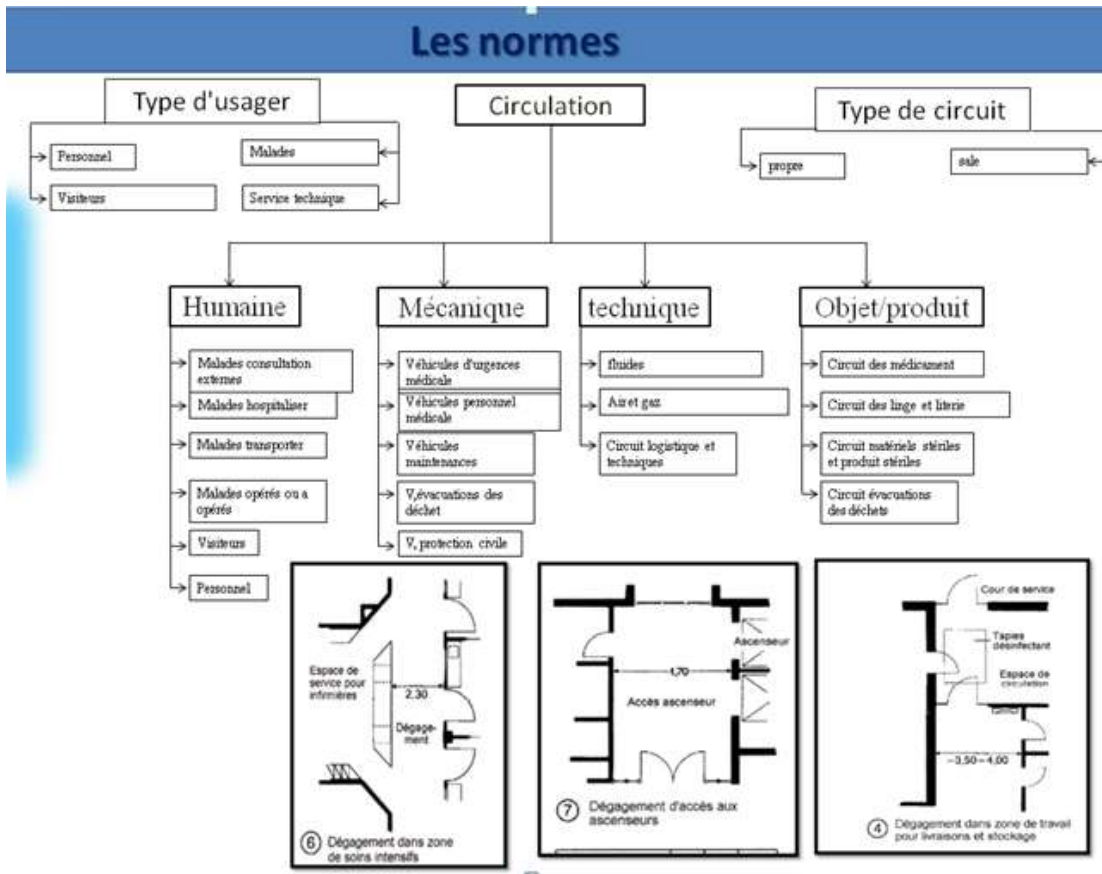 Les normes
Type d'usager
Personnel
Malades
Visiteurs
Service technique
Circulation
Type de circuit
propre
sale
Humaine
Malades consultation
externes
Malades hospitaliser
Malades transporter
Malades opérés ou a
opérés
Visiteurs
Personnel
Mécanique
Véhicules d'urgences
médicale
Véhicules personnel
médicale
Véhicules
maintenances
V,évacuations des
déchet
V, protection civile
technique
fluides
Air et gaz
Circuit logistique et
techniques
Objet/produit
Circuit des médicament
Circuit des linge et literie
Circuit matériels stériles
et produit stériles
Circuit évacuations
des déchets
Espace de
service pour
infirmières
2,30
Dégage-
ment
6 Dégagement dans zone
de soins intensifs
Ascenseur
1,70
Accès ascenseur
7 Dégagement d'accès aux
ascenseurs
Cour de service
Tapies
désinfectant
Espace de
circulation
~3,50–4,00
4 Dégagement dans zone de travail
pour livraisons et stockage